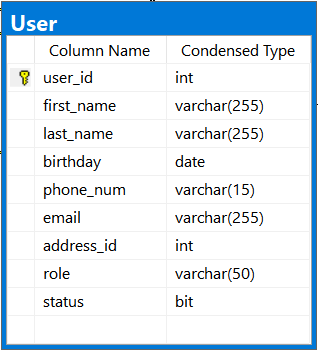 User
Column Name Condensed Type
user_id int
first_name varchar(255)
last_name varchar(255)
birthday date
phone_num varchar(15)
email varchar(255)
address_id int
role varchar(50)
status bit